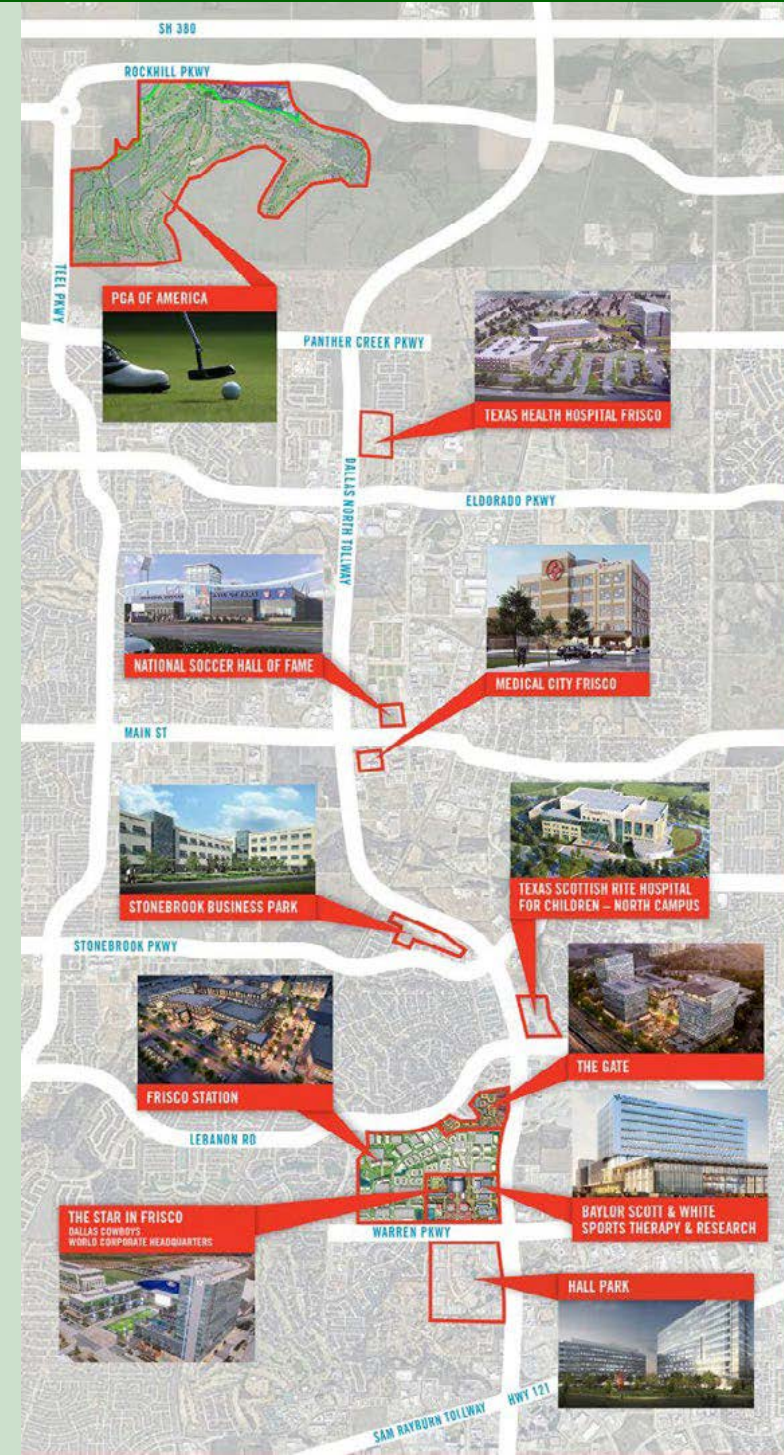 SH 380
ROCKHILL PKWY
TEEL PKWY
PGA OF AMERICA
PANTHER CREEK PKWY
TEXAS HEALTH HOSPITAL FRISCO
DALLAS NORTH TOLLWAY
ELDORADO PKWY
NATIONAL SOCCER HALL OF FAME
MEDICAL CITY FRISCO
MAIN ST
STONEBROOK BUSINESS PARK
TEXAS SCOTTISH RITE HOSPITAL
FOR CHILDREN – NORTH CAMPUS
STONEBROOK PKWY
THE GATE
FRISCO STATION
LEBANON RD
THE STAR IN FRISCO
DALLAS COWBOYS
WORLD CORPORATE HEADQUARTERS
BAYLOR SCOTT & WHITE
SPORTS THERAPY & RESEARCH
WARREN PKWY
HALL PARK
SAM RAYBURN TOLLWAY
HWY 121